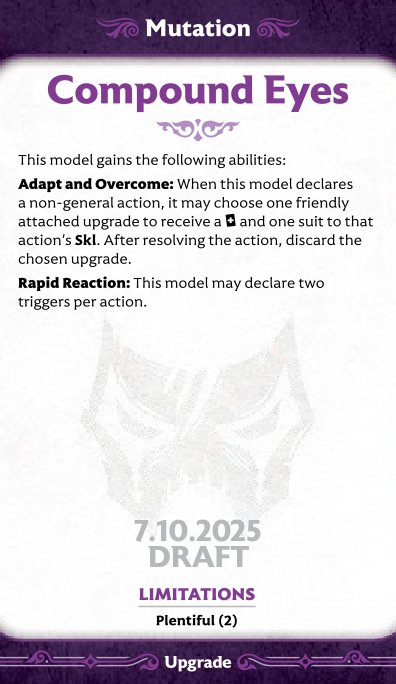 Mutation
Compound Eyes
This model gains the following abilities:
Adapt and Overcome: When this model declares
a non-general action, it may choose one friendly
attached upgrade to receive a and one suit to that
action's Skl. After resolving the action, discard the
chosen upgrade.
Rapid Reaction: This model may declare two
triggers per action.
7.10.2025
DRAFT
LIMITATIONS
Plentiful (2)
Upgrade